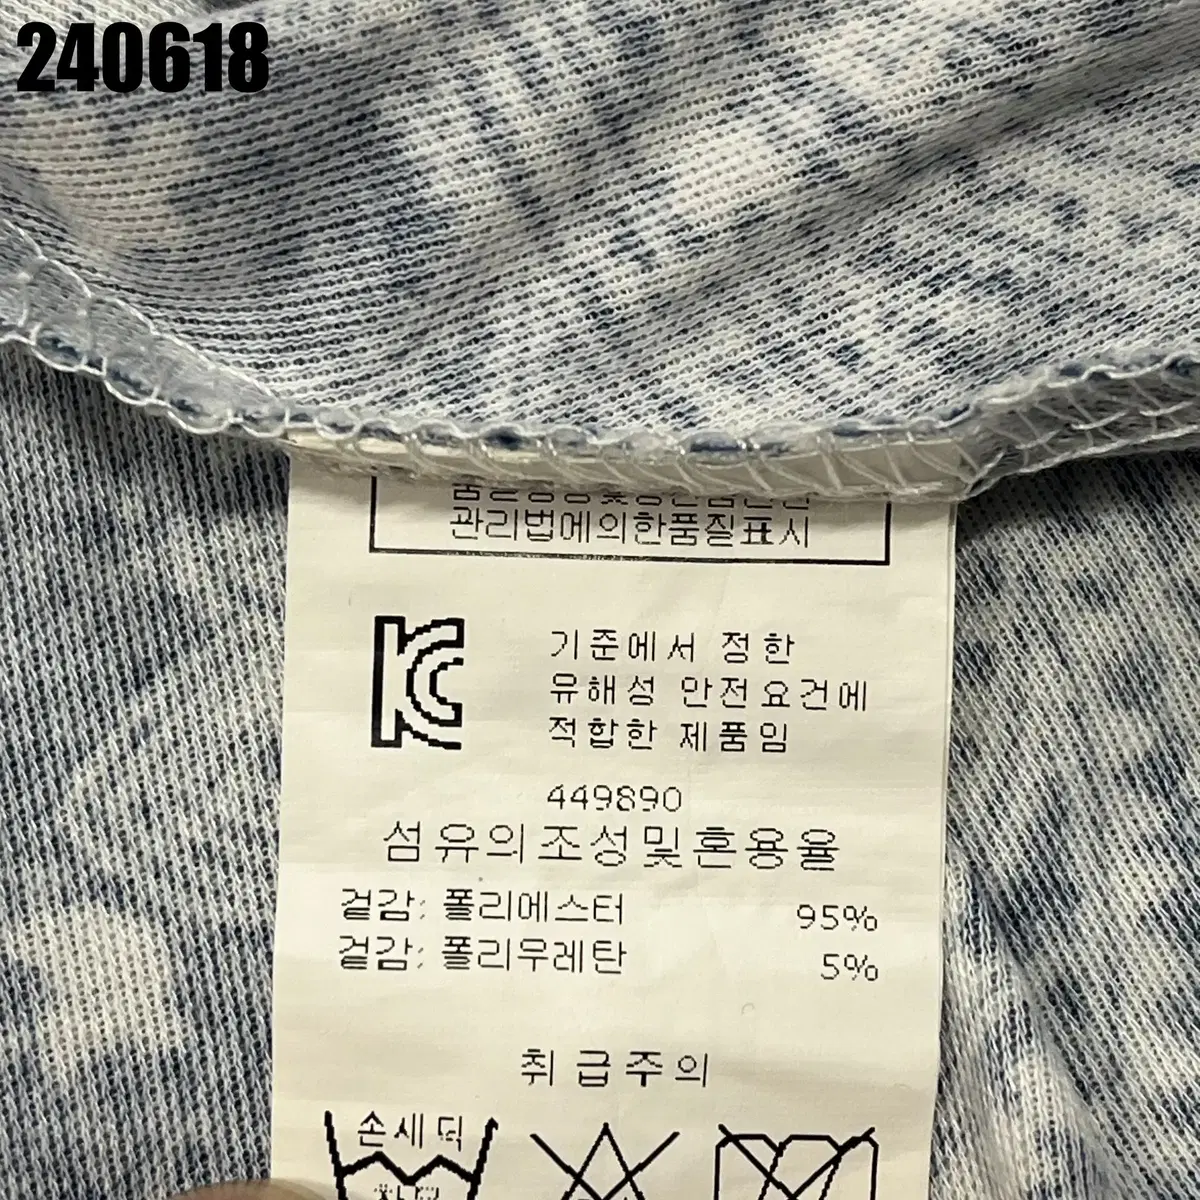 240618
관리법에의한품질표시
기준에서 정한
유해성 안전요건에
적합한 제품임
449890
섬유의조성및혼용율
겉감: 폴리에스터 95%
겉감: 폴리우레탄 5%
취급주의
손세탁